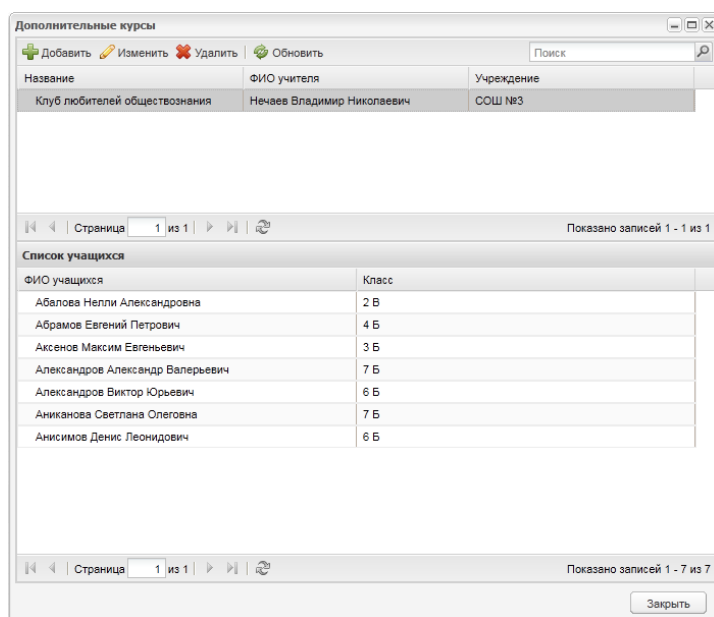 Дополнительные курсы
Добавить Изменить Удалить Обновить Поиск
Название ФИО учителя Учреждение
Клуб любителей обществознания Нечаев Владимир Николаевич СОШ №3
Страница 1 из 1 Показано записей 1 - 1 из 1
Список учащихся
ФИО учащихся Класс
Абалова Нелли Александровна 2 В
Абрамов Евгений Петрович 4 Б
Аксенов Максим Евгеньевич 3 Б
Александров Александр Валерьевич 7 Б
Александров Виктор Юрьевич 6 Б
Аниканова Светлана Олеговна 7 Б
Анисимов Денис Леонидович 6 Б
Страница 1 из 1 Показано записей 1 - 7 из 7
Закрыть